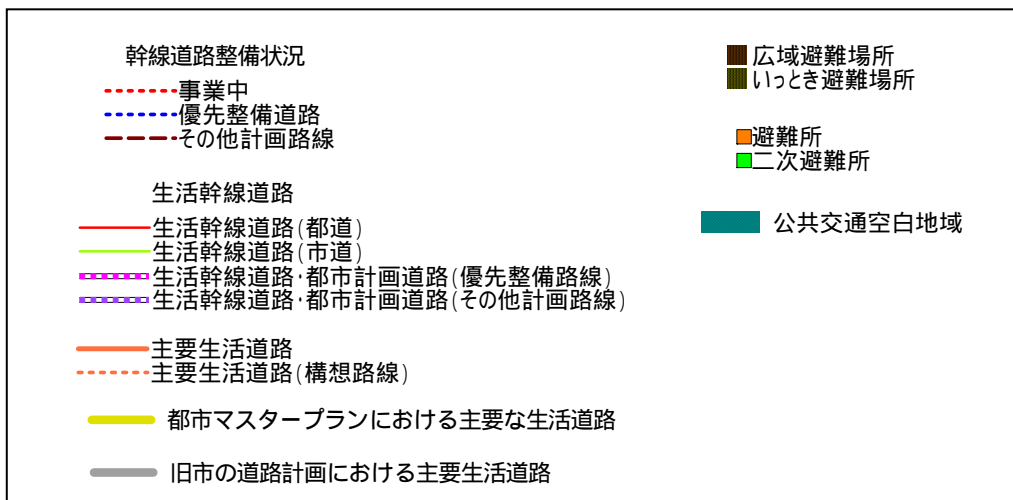 幹線道路整備状況
事業中
優先整備道路
その他計画路線
生活幹線道路
生活幹線道路(都道)
生活幹線道路(市道)
生活幹線道路・都市計画道路(優先整備路線)
生活幹線道路・都市計画道路(その他計画路線)
主要生活道路
主要生活道路(構想路線)
都市マスタープランにおける主要な生活道路
旧市の道路計画における主要生活道路
広域避難場所
いっとき避難場所
避難所
二次避難所
公共交通空白地域